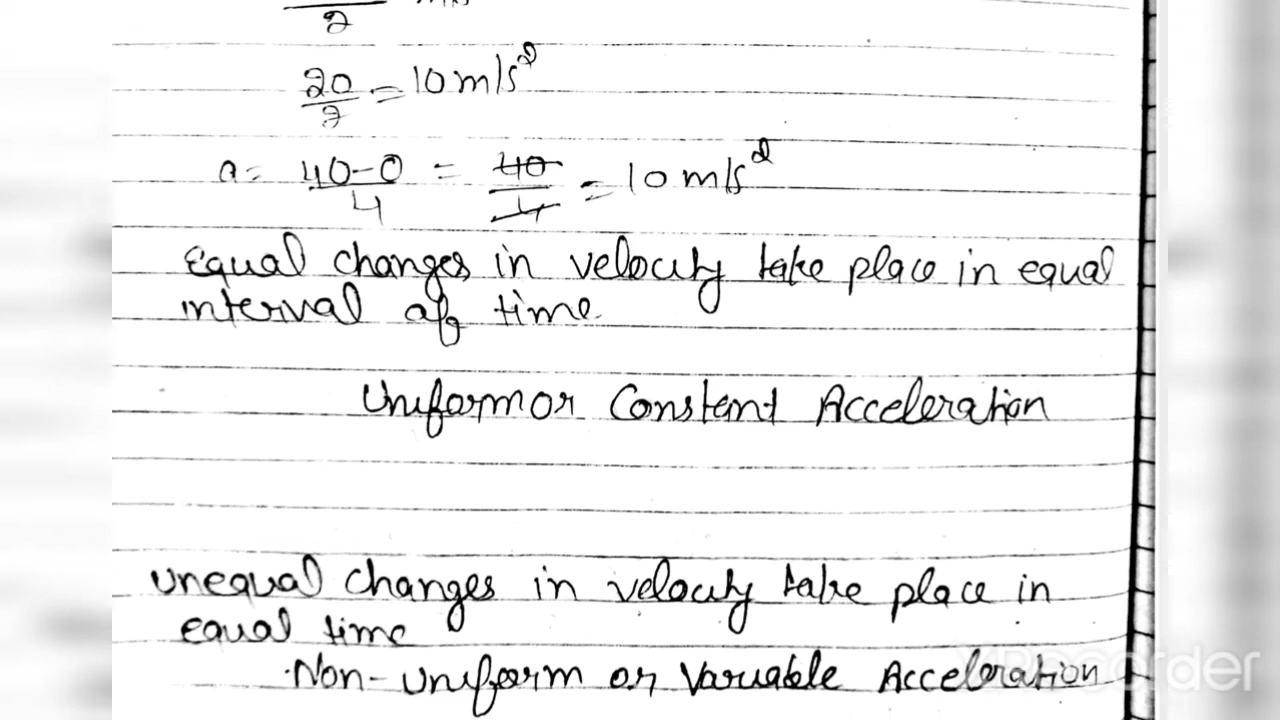 2
20/2 = 10 m/s²
a = 40-0/4 = 40/4 = 10 m/s²
Equal changes in velocity take place in equal
interval of time.
Uniform or Constant Acceleration
unequal changes in velocity take place in
equal time
Non-uniform or Variable Acceleration
XRecorder